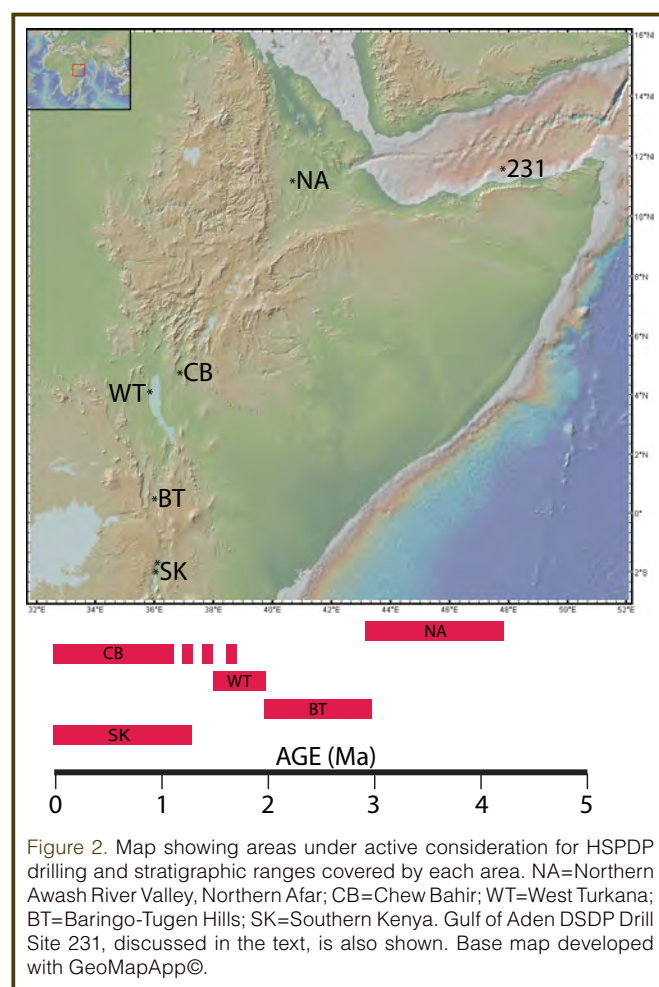 16°N
14°N
12°N
10°N
8°N
6°N
4°N
2°N
0°
2°S
32°E 34°E 36°E 38°E 40°E 42°E 44°E 46°E 48°E 50°E 52°E
*NA
*231
*CB
WT*
*BT
*SK
NA
CB
WT
BT
SK
AGE (Ma)
0 1 2 3 4 5
Figure 2. Map showing areas under active consideration for HSPDP
drilling and stratigraphic ranges covered by each area. NA=Northern
Awash River Valley, Northern Afar; CB=Chew Bahir; WT=West Turkana;
BT=Baringo-Tugen Hills; SK=Southern Kenya. Gulf of Aden DSDP Drill
Site 231, discussed in the text, is also shown. Base map developed
with GeoMapApp©.